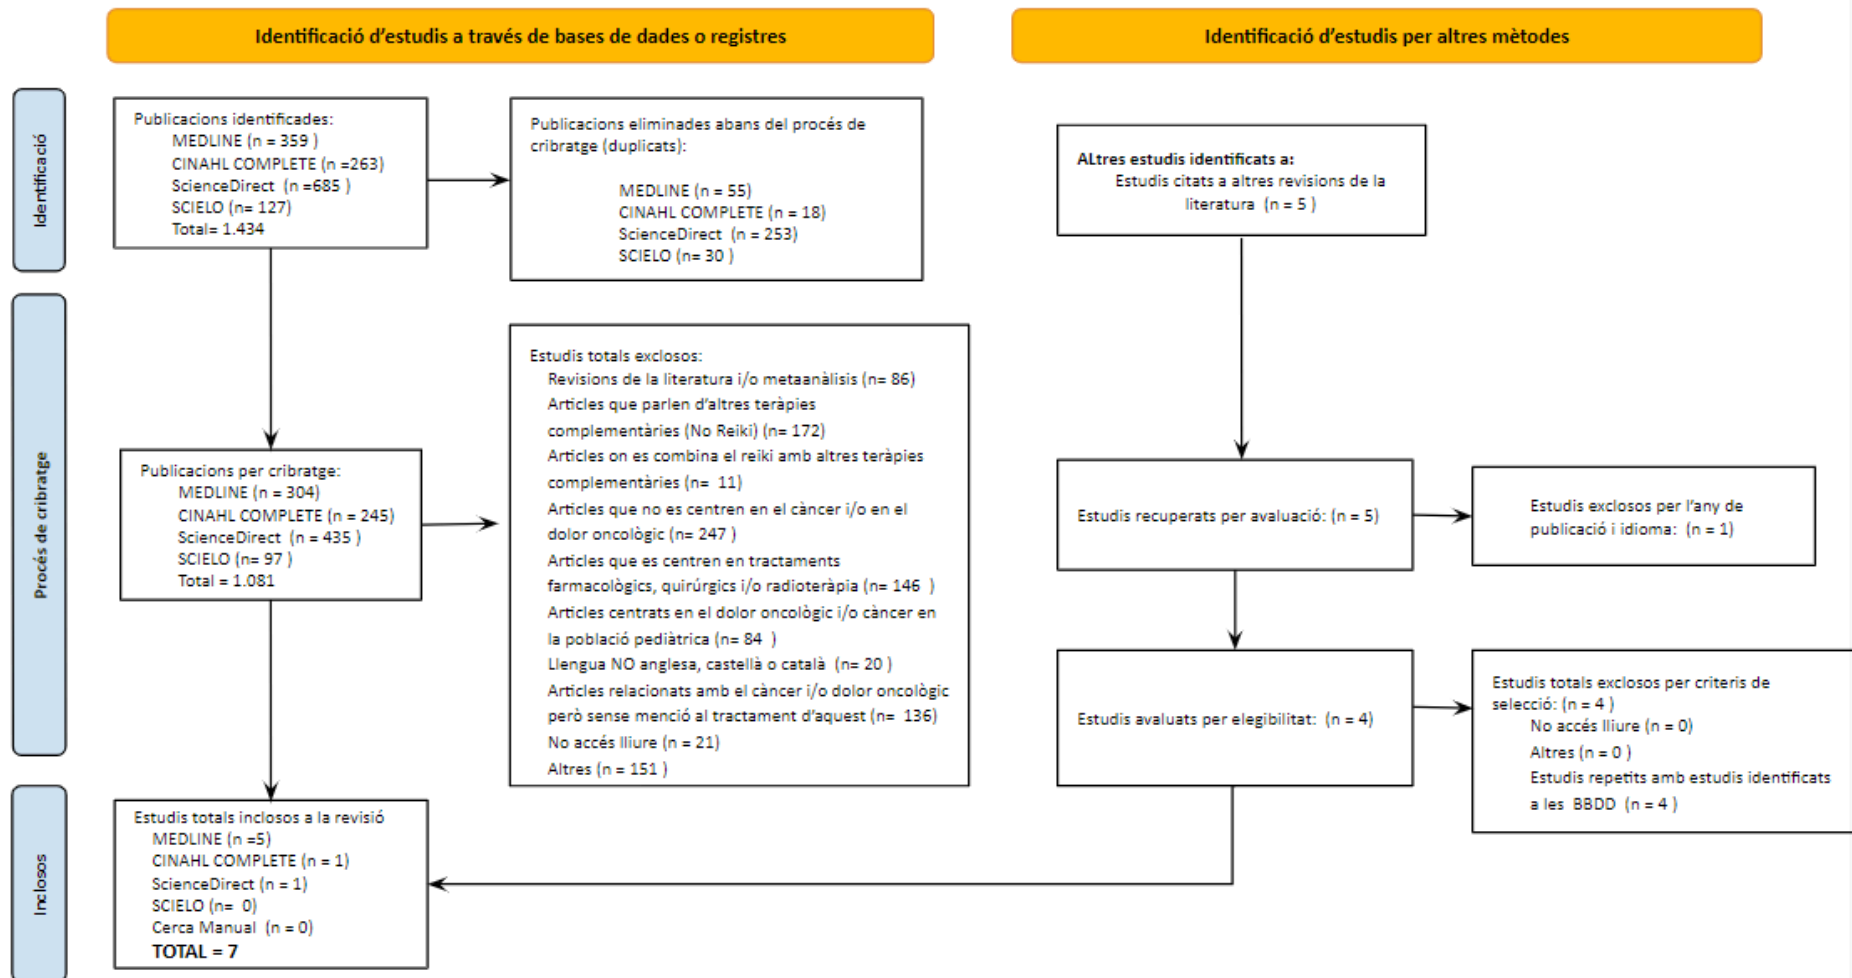 Identificació d'estudis a través de bases de dades o registres
Identificació d'estudis per altres mètodes
Identificació
Publicacions identificades:
MEDLINE (n = 359 )
CINAHL COMPLETE (n =263)
ScienceDirect (n =685 )
SCIELO (n= 127)
Total= 1.434
Publicacions eliminades abans del procés de
cribratge (duplicats):
MEDLINE (n = 55)
CINAHL COMPLETE (n = 18)
ScienceDirect (n = 253)
SCIELO (n= 30 )
ALtres estudis identificats a:
Estudis citats a altres revisions de la
literatura (n = 5 )
Procés de cribratge
Publicacions per cribratge:
MEDLINE (n = 304)
CINAHL COMPLETE (n = 245)
ScienceDirect (n = 435 )
SCIELO (n= 97 )
Total = 1.081
Estudis totals exclosos:
Revisions de la literatura i/o metaanàlisis (n= 86)
Articles que parlen d'altres teràpies
complementàries (No Reiki) (n= 172)
Articles on es combina el reiki amb altres teràpies
complementàries (n= 11)
Articles que no es centren en el càncer i/o en el
dolor oncològic (n= 247 )
Articles que es centren en tractaments
farmacològics, quirúrgics i/o radioteràpia (n= 146 )
Articles centrats en el dolor oncològic i/o càncer en
la població pediàtrica (n= 84 )
Llengua NO anglesa, castellà o català (n= 20 )
Articles relacionats amb el càncer i/o dolor oncològic
però sense menció al tractament d'aquest (n= 136)
No accés lliure (n = 21)
Altres (n = 151 )
Estudis recuperats per avaluació: (n = 5)
Estudis exclosos per l'any de
publicació i idioma: (n = 1)
Estudis avaluats per elegibilitat: (n = 4)
Estudis totals exclosos per criteris de
selecció: (n = 4 )
No accés lliure (n = 0)
Altres (n = 0 )
Estudis repetits amb estudis identificats
a les BBDD (n = 4 )
Inclosos
Estudis totals inclosos a la revisió
MEDLINE (n =5)
CINAHL COMPLETE (n = 1)
ScienceDirect (n = 1)
SCIELO (n= 0)
Cerca Manual (n = 0)
TOTAL = 7